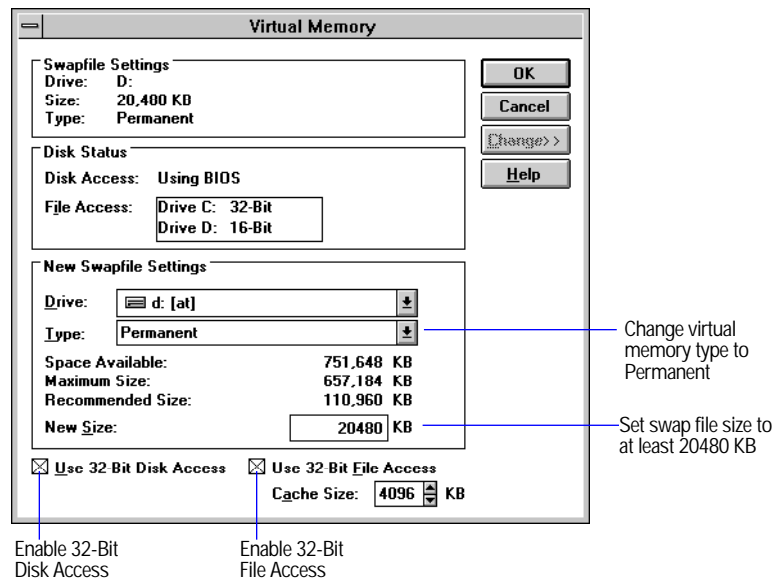 Virtual Memory
Swapfile Settings
Drive: D:
Size: 20,480 KB
Type: Permanent
OK
Cancel
Change>>
Help
Disk Status
Disk Access: Using BIOS
File Access: Drive C: 32-Bit
Drive D: 16-Bit
New Swapfile Settings
Drive: d: [at]
Type: Permanent
Space Available: 751,648 KB
Maximum Size: 657,184 KB
Recommended Size: 110,960 KB
New Size: 20480 KB
Use 32-Bit Disk Access
Use 32-Bit File Access
Cache Size: 4096 KB
Change virtual
memory type to
Permanent
Set swap file size to
at least 20480 KB
Enable 32-Bit
Disk Access
Enable 32-Bit
File Access